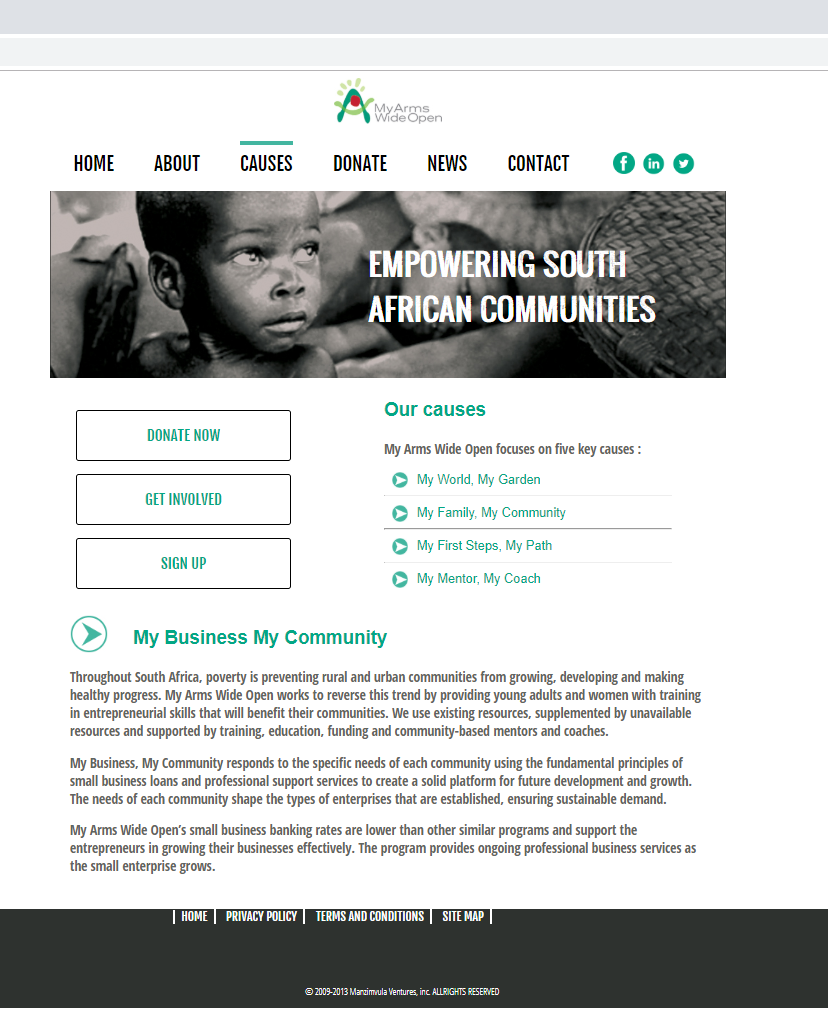 MyArms
WideOpen
HOME ABOUT CAUSES DONATE NEWS CONTACT
EMPOWERING SOUTH
AFRICAN COMMUNITIES
DONATE NOW
GET INVOLVED
SIGN UP
Our causes
My Arms Wide Open focuses on five key causes :
My World, My Garden
My Family, My Community
My First Steps, My Path
My Mentor, My Coach
My Business My Community
Throughout South Africa, poverty is preventing rural and urban communities from growing, developing and making
healthy progress. My Arms Wide Open works to reverse this trend by providing young adults and women with training
in entrepreneurial skills that will benefit their communities. We use existing resources, supplemented by unavailable
resources and supported by training, education, funding and community-based mentors and coaches.
My Business, My Community responds to the specific needs of each community using the fundamental principles of
small business loans and professional support services to create a solid platform for future development and growth.
The needs of each community shape the types of enterprises that are established, ensuring sustainable demand.
My Arms Wide Open’s small business banking rates are lower than other similar programs and support the
entrepreneurs in growing their businesses effectively. The program provides ongoing professional business services as
the small enterprise grows.
| HOME | PRIVACY POLICY | TERMS AND CONDITIONS | SITE MAP |
© 2009-2013 Manzimvula Ventures, inc. ALLRIGHTS RESERVED